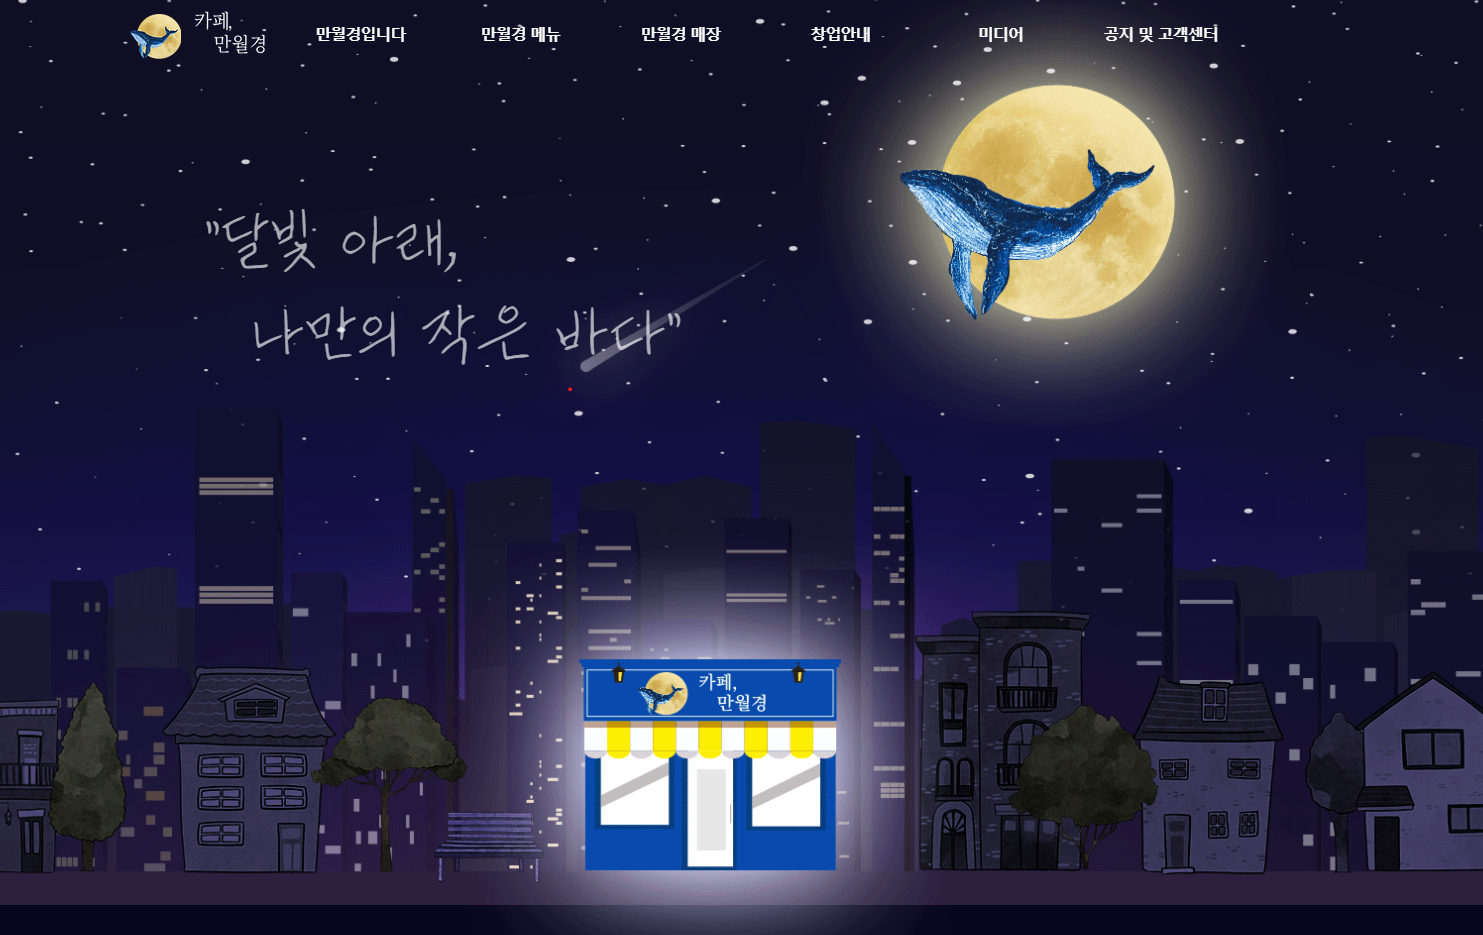 카페,
만월경
만월경입니다
만월경 메뉴
만월경 매장
창업안내
미디어
공지 및 고객센터
"달빛 아래,
나만의 작은 바다"
카페,
만월경